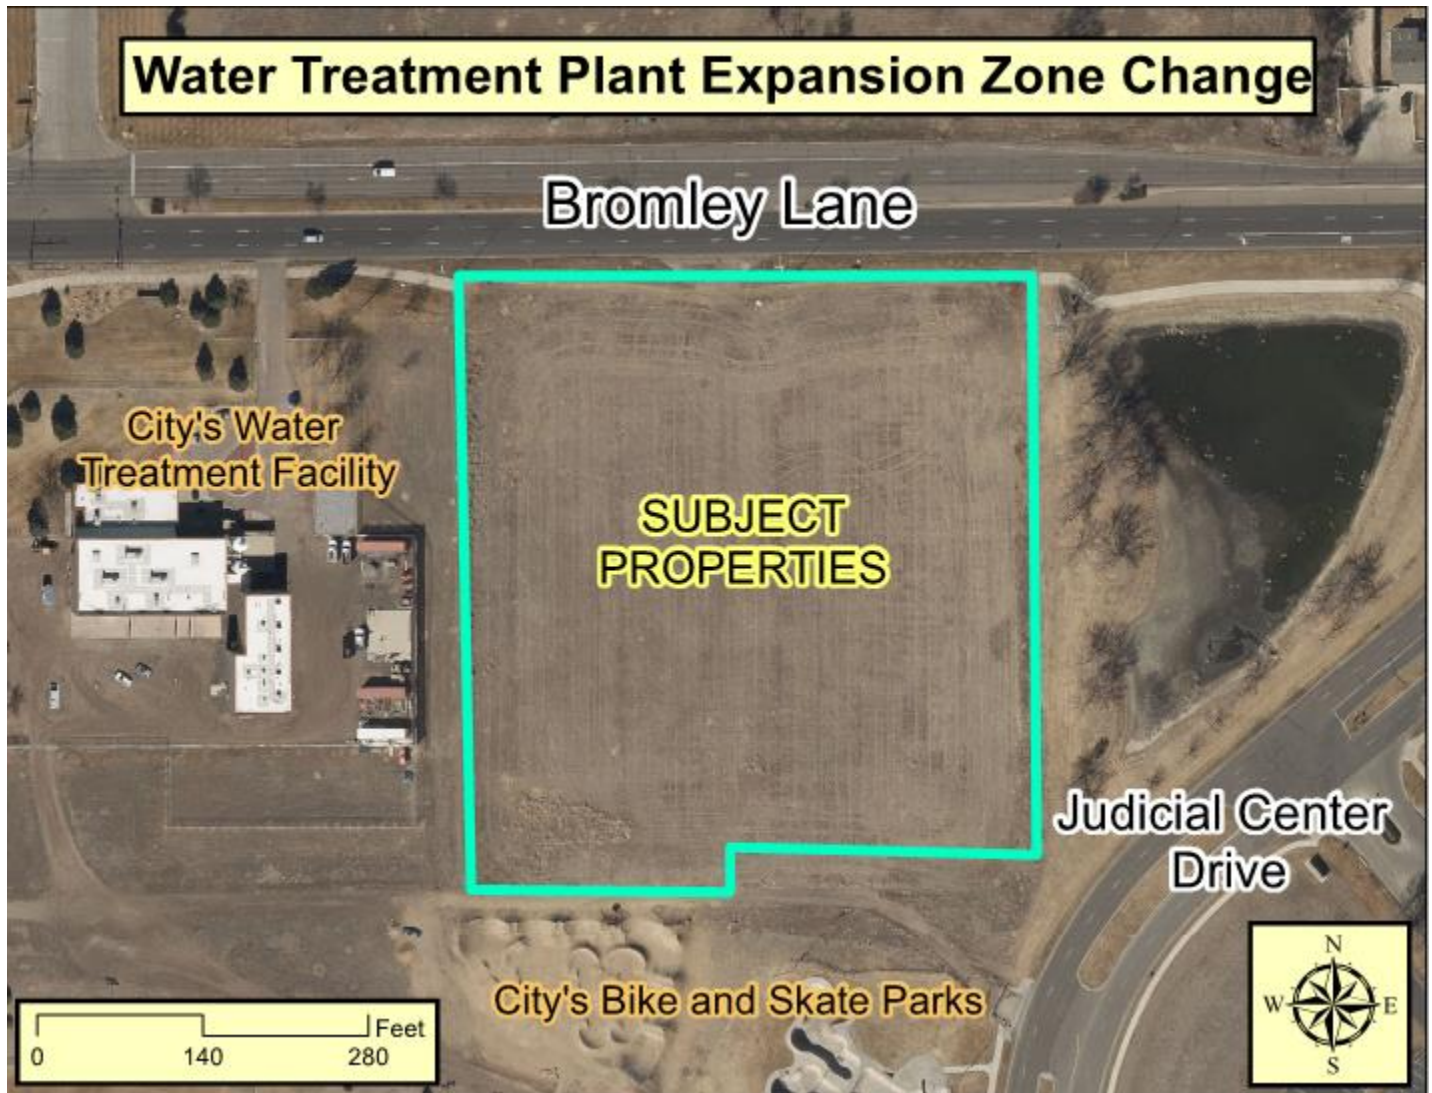 Water Treatment Plant Expansion Zone Change
Bromley Lane
City's Water
Treatment Facility
SUBJECT
PROPERTIES
Judicial Center
Drive
City's Bike and Skate Parks
Feet
0 140 280
N
W E
S